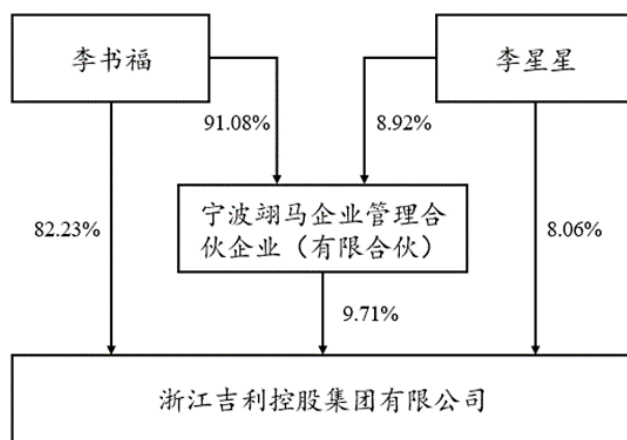 李书福
李星星
91.08%
8.92%
82.23%
宁波翊马企业管理合
伙企业（有限合伙）
8.06%
9.71%
浙江吉利控股集团有限公司